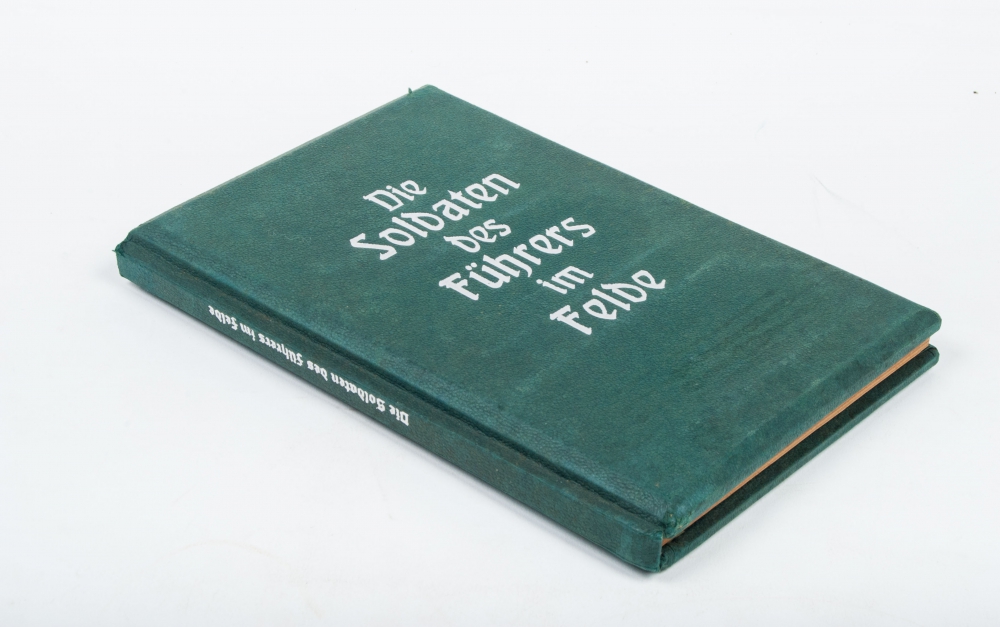 Die
Soldaten
des
Führers
im
Felde
Die Soldaten des Führers im Felde